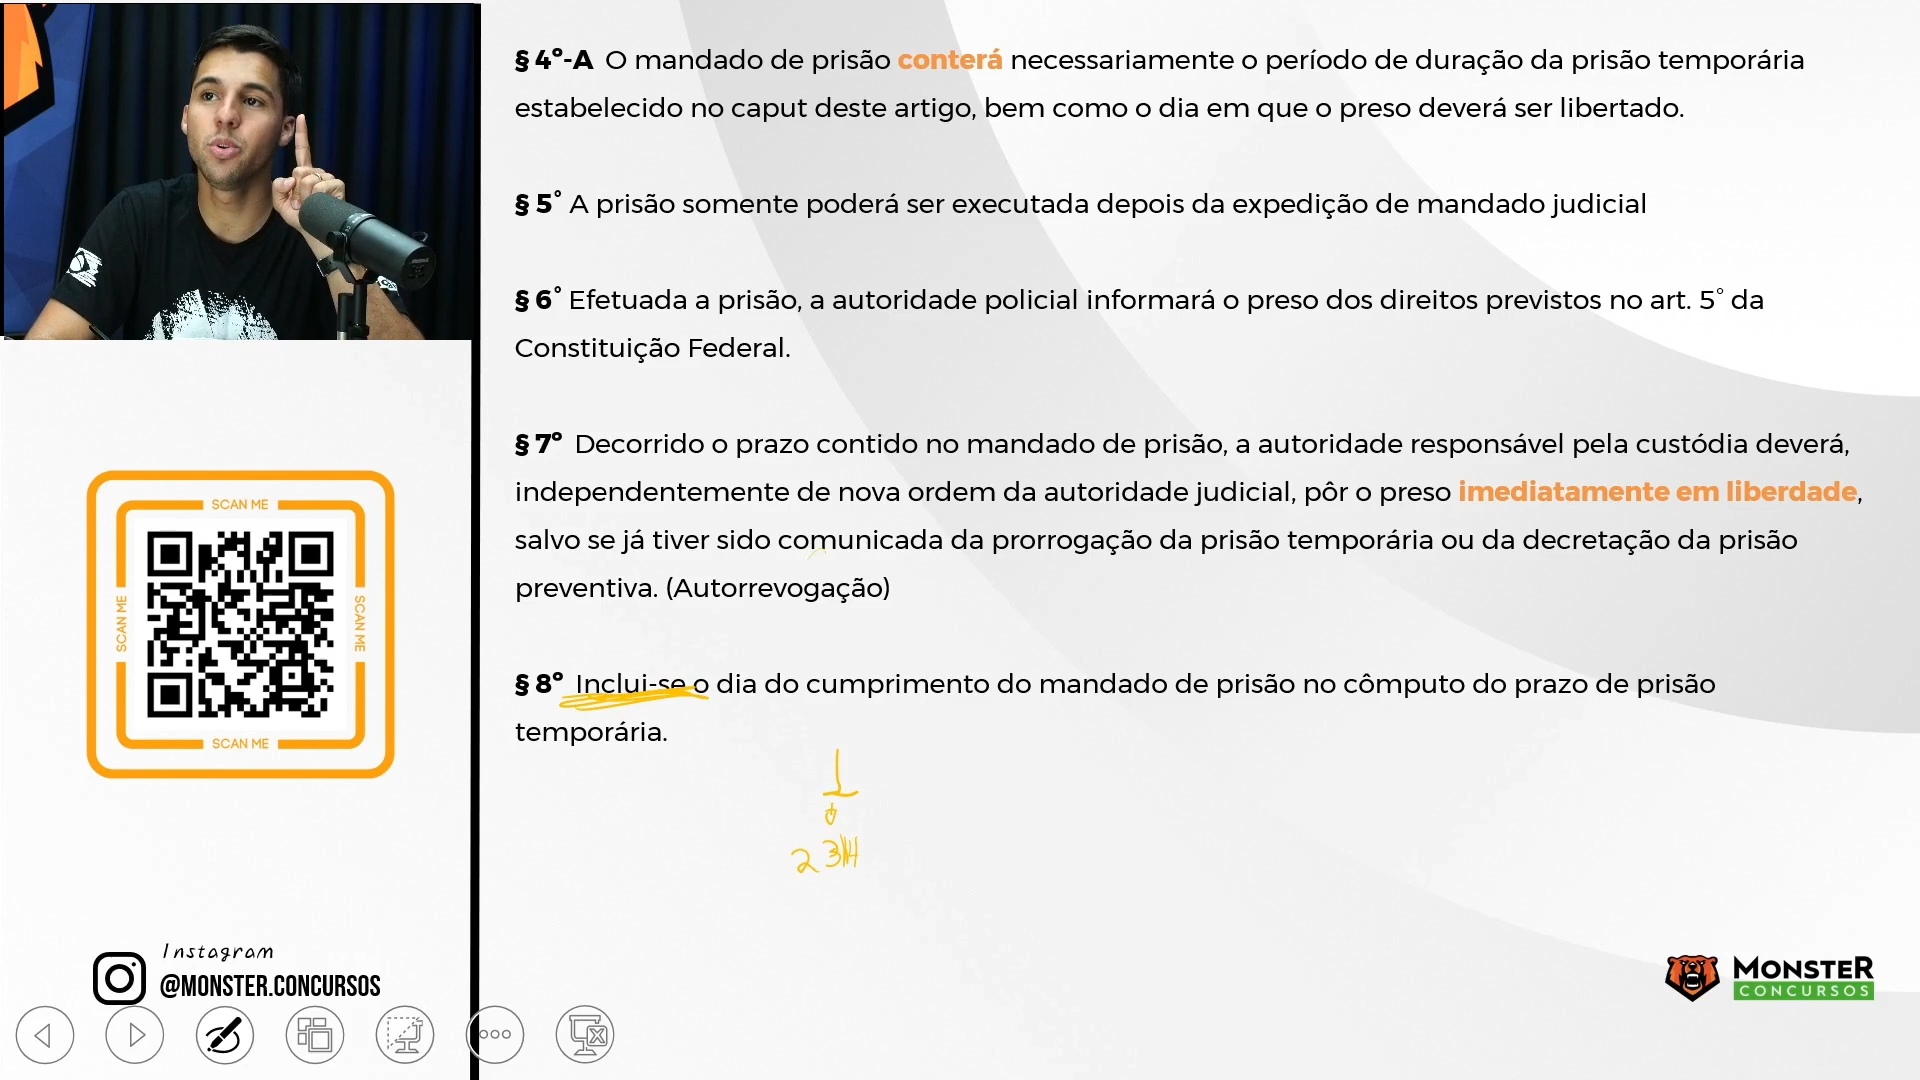 § 4º-A O mandado de prisão conterá necessariamente o período de duração da prisão temporária
estabelecido no caput deste artigo, bem como o dia em que o preso deverá ser libertado.
§ 5° A prisão somente poderá ser executada depois da expedição de mandado judicial
§ 6° Efetuada a prisão, a autoridade policial informará o preso dos direitos previstos no art. 5° da
Constituição Federal.
§ 7º Decorrido o prazo contido no mandado de prisão, a autoridade responsável pela custódia deverá,
independentemente de nova ordem da autoridade judicial, pôr o preso imediatamente em liberdade,
salvo se já tiver sido comunicada da prorrogação da prisão temporária ou da decretação da prisão
preventiva. (Autorrevogação)
§ 8º Inclui-se o dia do cumprimento do mandado de prisão no cômputo do prazo de prisão
temporária.
1
23H
SCAN ME
SCAN ME
SCAN ME
SCAN ME
Instagram
@MONSTER.CONCURSOS
MONSTER
CONCURSOS